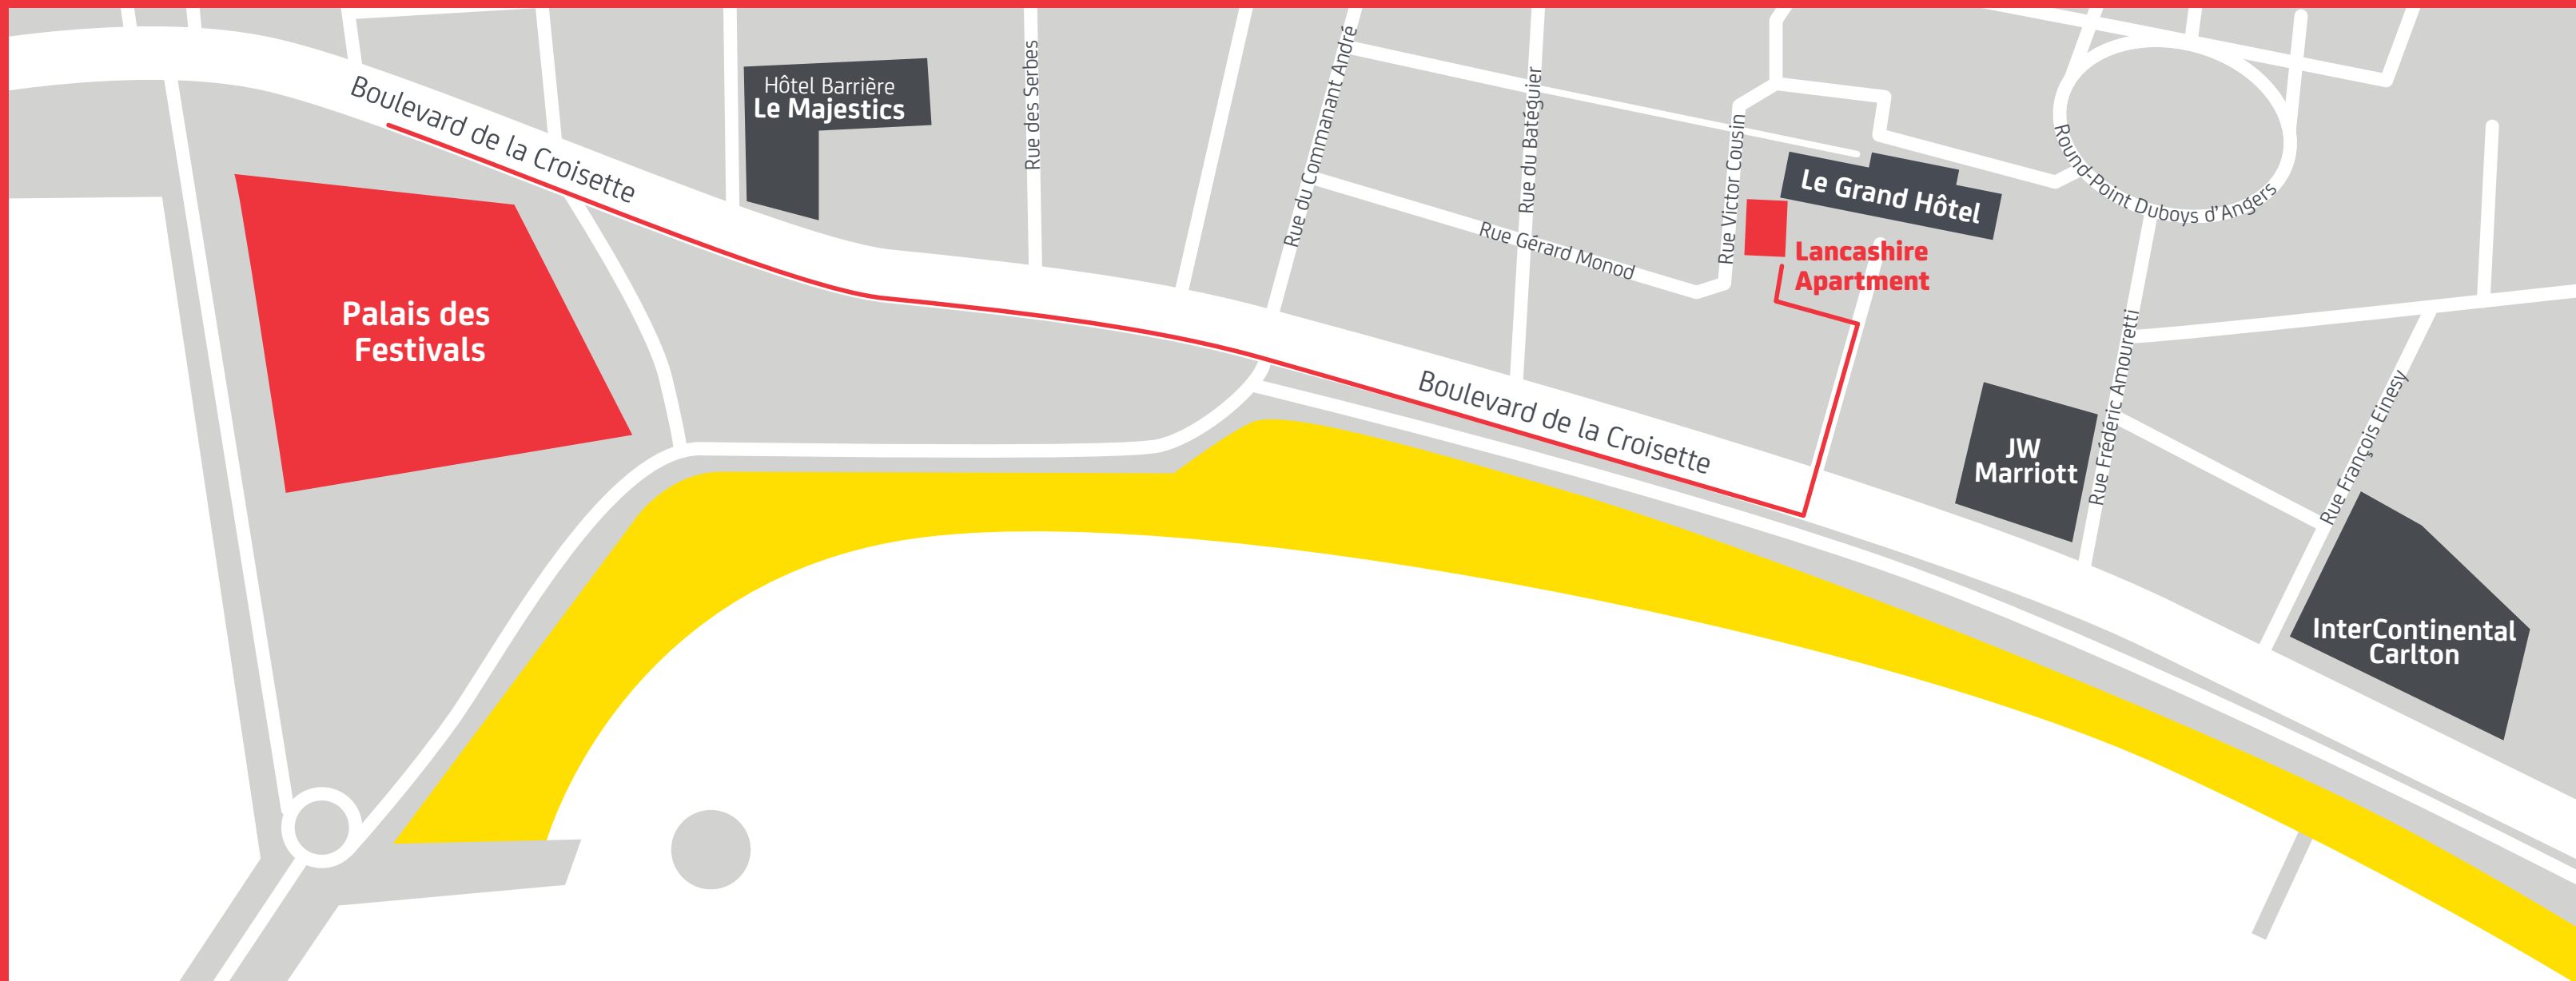 Boulevard de la Croisette
Hôtel Barrière
Le Majestics
Rue des Serbes
Rue du Commanant André
Rue du Batéguier
Rue Gérard Monod
Rue Victor Cousin
Le Grand Hôtel
Lancashire
Apartment
Round-Point Duboys d'Angers
Palais des
Festivals
Boulevard de la Croisette
JW
Marriott
Rue Frédéric Amouretti
Rue François Einesy
InterContinental
Carlton